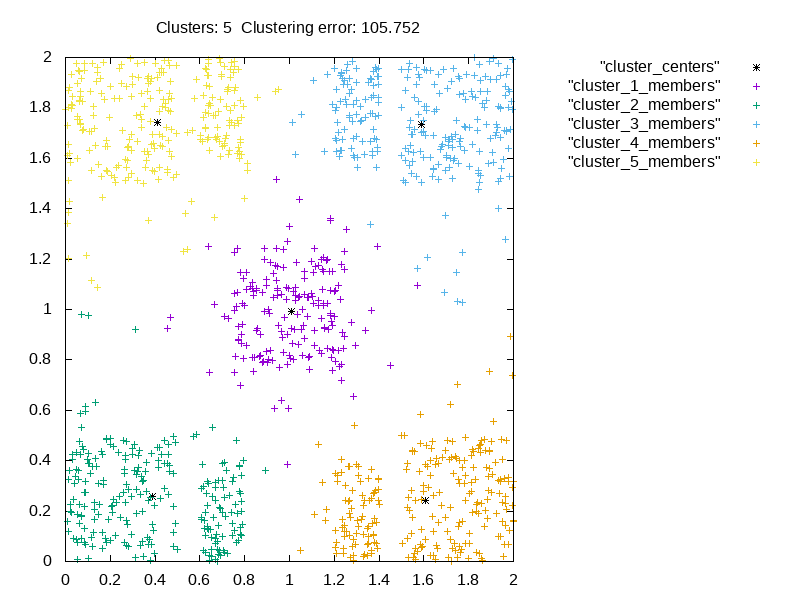 Clusters: 5  Clustering error: 105.752
"cluster_centers"
"cluster_1_members"
"cluster_2_members"
"cluster_3_members"
"cluster_4_members"
"cluster_5_members"
2
1.8
1.6
1.4
1.2
1
0.8
0.6
0.4
0.2
0
0 0.2 0.4 0.6 0.8 1 1.2 1.4 1.6 1.8 2